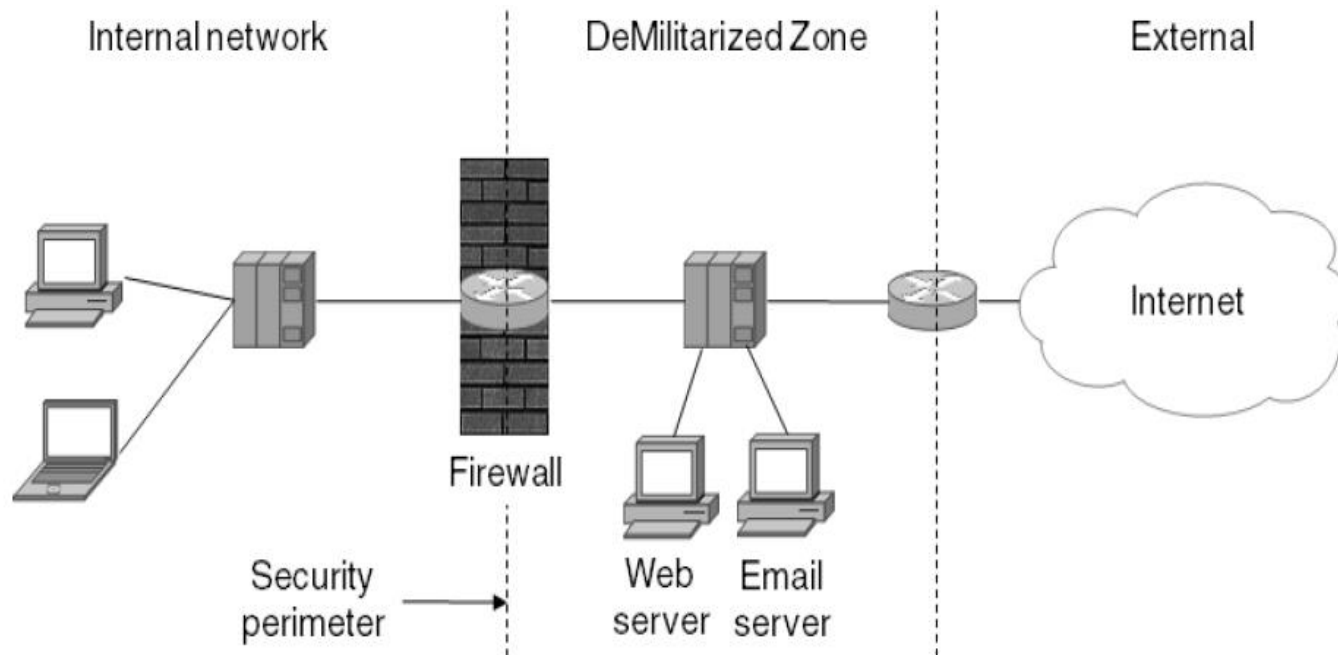 Internal network
DeMilitarized Zone
External
Internet
Firewall
Security
perimeter
Web
server
Email
server